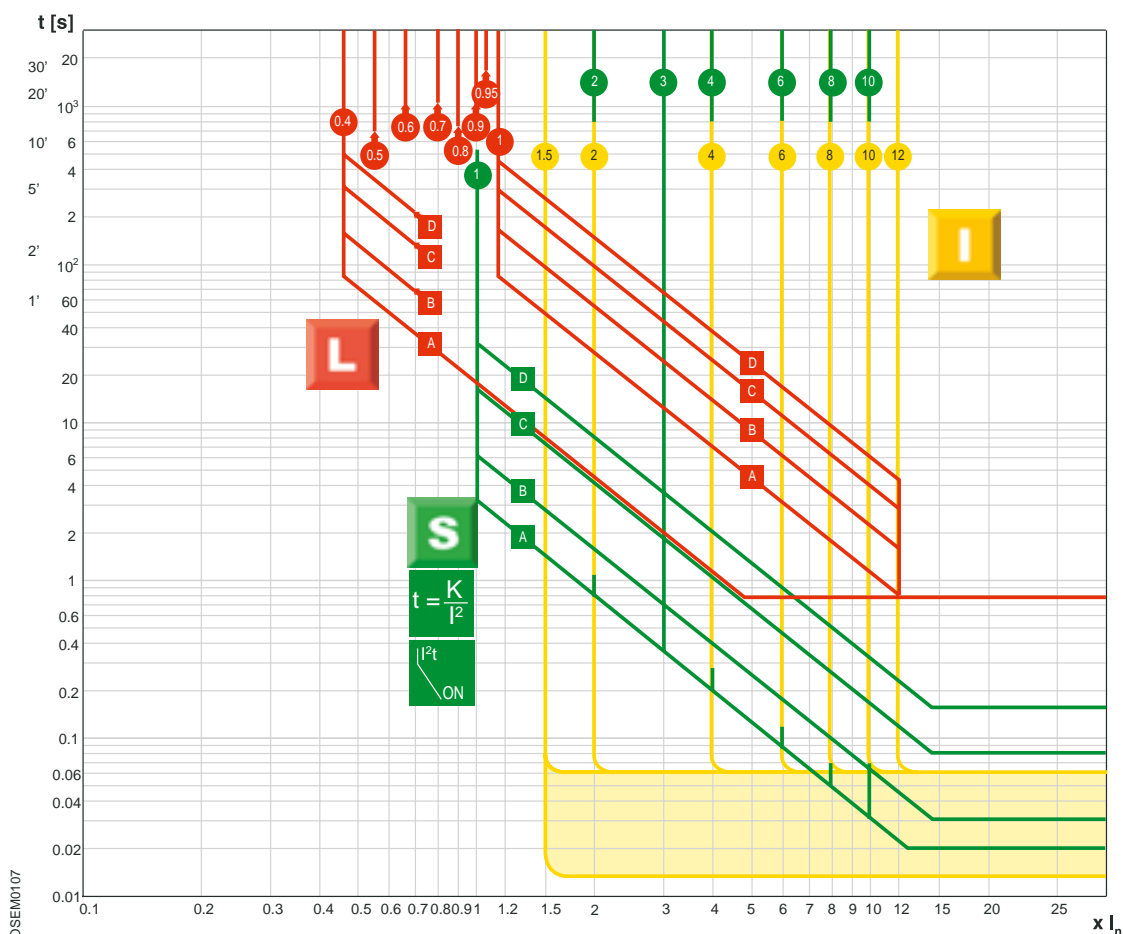 t [s]
20
30'
20'
10³
10'
6
4
5'
2
2'
10²
1'
60
40
20
10
6
4
2
1
0.6
0.4
0.2
0.1
0.06
0.04
0.02
0.01
0.4
0.5
0.6
0.7
0.8
0.9
0.95
1
1
2
3
4
6
8
10
1.5
2
4
6
8
10
12
I
D
C
B
A
L
D
C
B
A
D
C
B
A
S
t = K/I²
I²t
ON
0.1 0.2 0.3 0.4 0.5 0.6 0.7 0.8 0.9 1 1.2 1.5 2 3 4 5 6 7 8 9 10 12 15 20 25
x Iₙ
DSEM0107